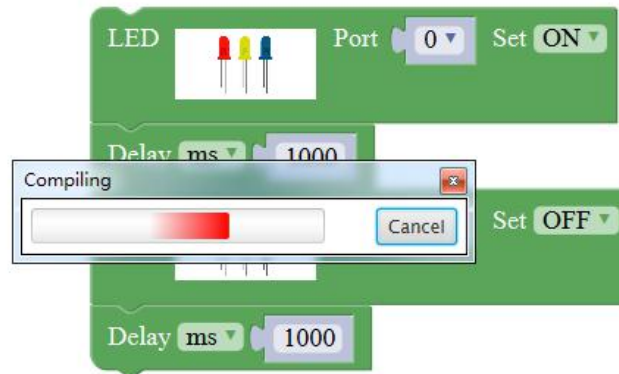 LED Port 0 Set ON
Delay ms 1000
Compiling x
Cancel
Set OFF
Delay ms 1000